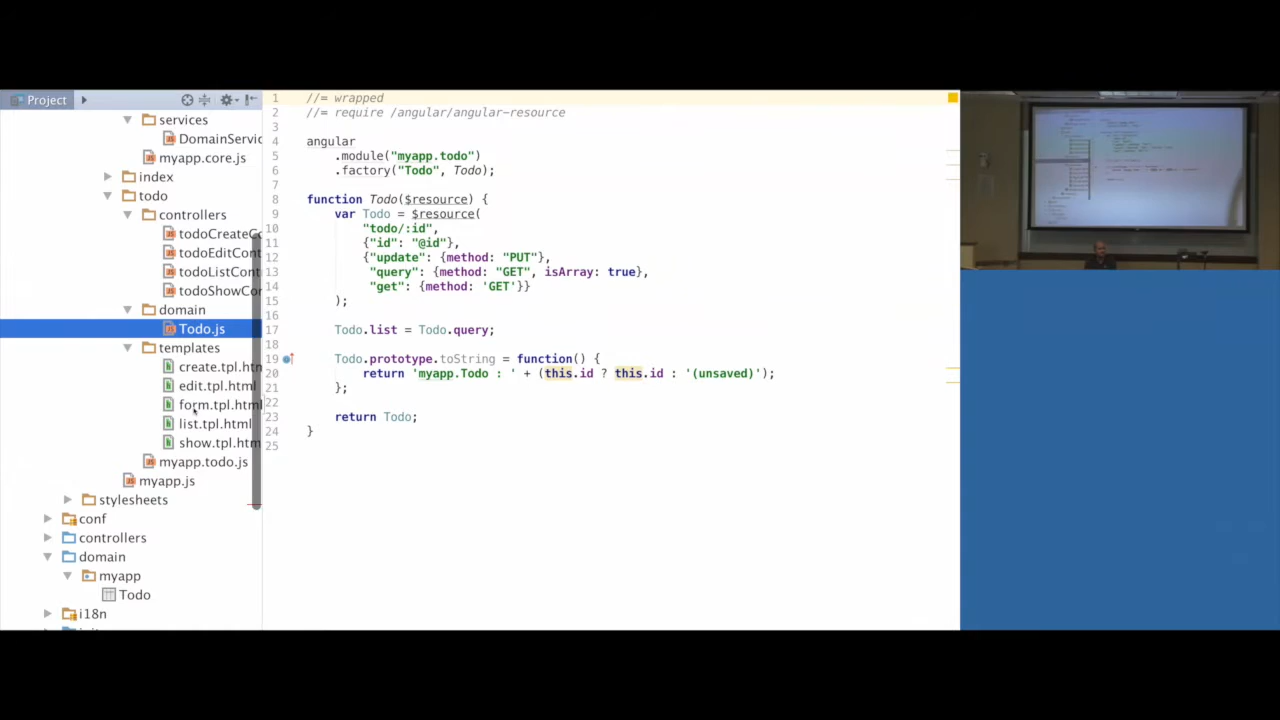 Project
services
DomainServic
myapp.core.js
index
todo
controllers
todoCreateCo
todoEditCont
todoListCont
todoShowCon
domain
Todo.js
templates
create.tpl.htm
edit.tpl.html
form.tpl.html
list.tpl.html
show.tpl.htm
myapp.todo.js
myapp.js
stylesheets
conf
controllers
domain
myapp
Todo
i18n
1 //= wrapped
2 //= require /angular/angular-resource
3
4 angular
5 .module("myapp.todo")
6 .factory("Todo", Todo);
7
8 function Todo($resource) {
9 var Todo = $resource(
10 "todo/:id",
11 {"id": "@id"},
12 {"update": {method: "PUT"},
13 "query": {method: "GET", isArray: true},
14 "get": {method: 'GET'}}
15 );
16
17 Todo.list = Todo.query;
18
19 Todo.prototype.toString = function() {
20 return 'myapp.Todo : ' + (this.id ? this.id : '(unsaved)');
21 };
22
23 return Todo;
24 }
25